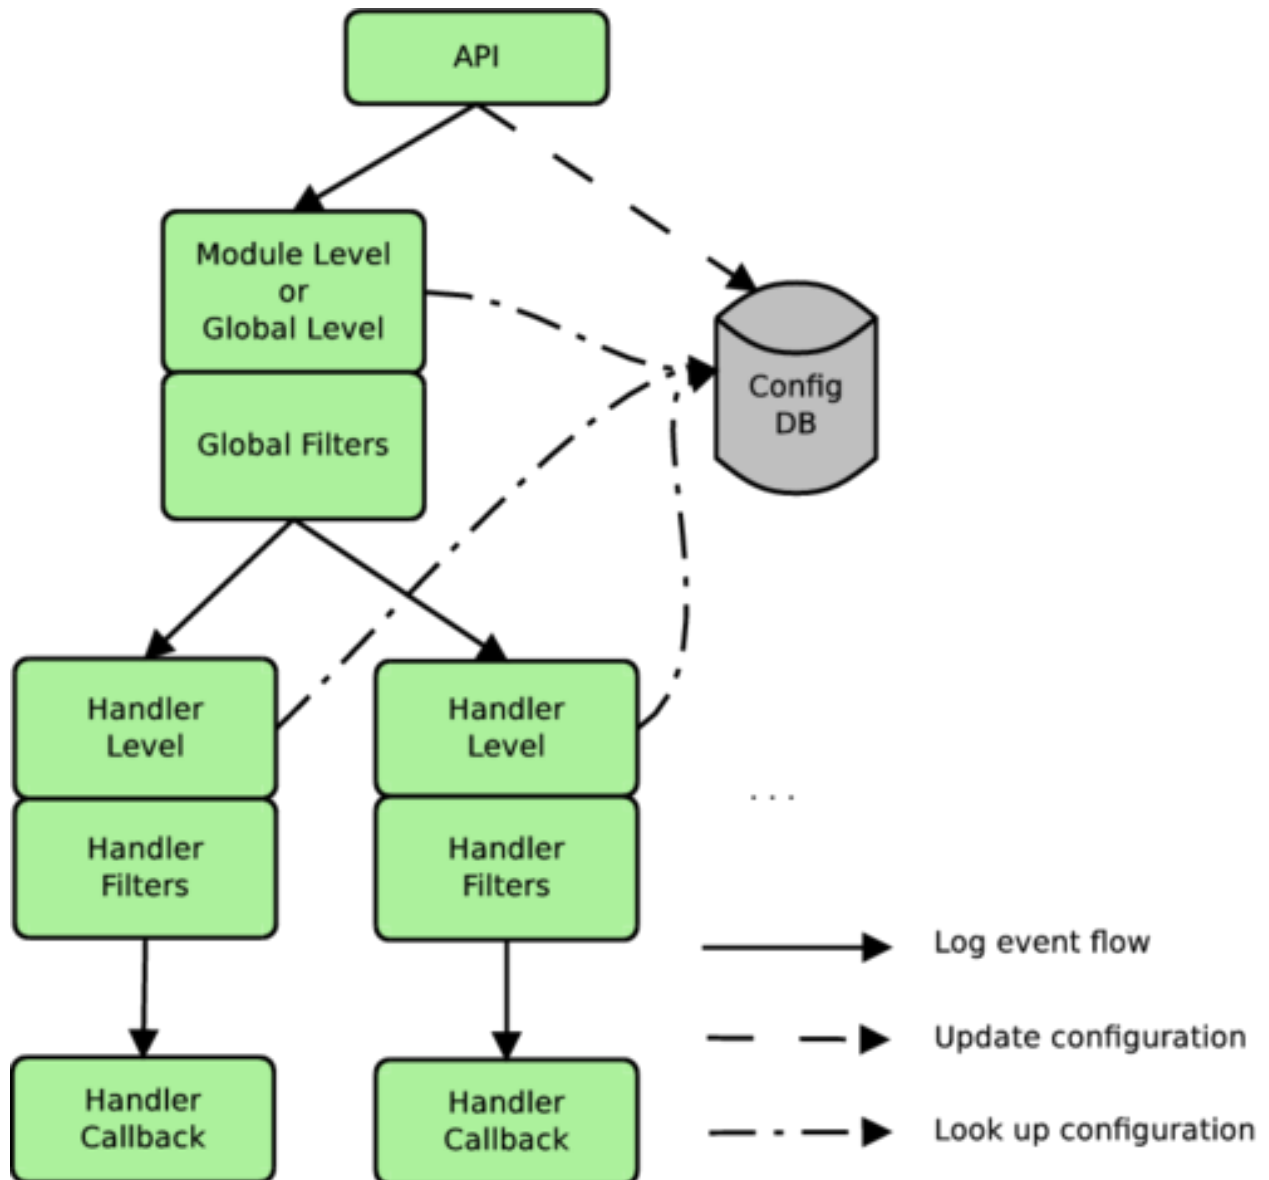 API
Module Level
or
Global Level
Global Filters
Config
DB
Handler
Level
Handler
Level
. . .
Handler
Filters
Handler
Filters
Log event flow
Update configuration
Handler
Callback
Handler
Callback
Look up configuration